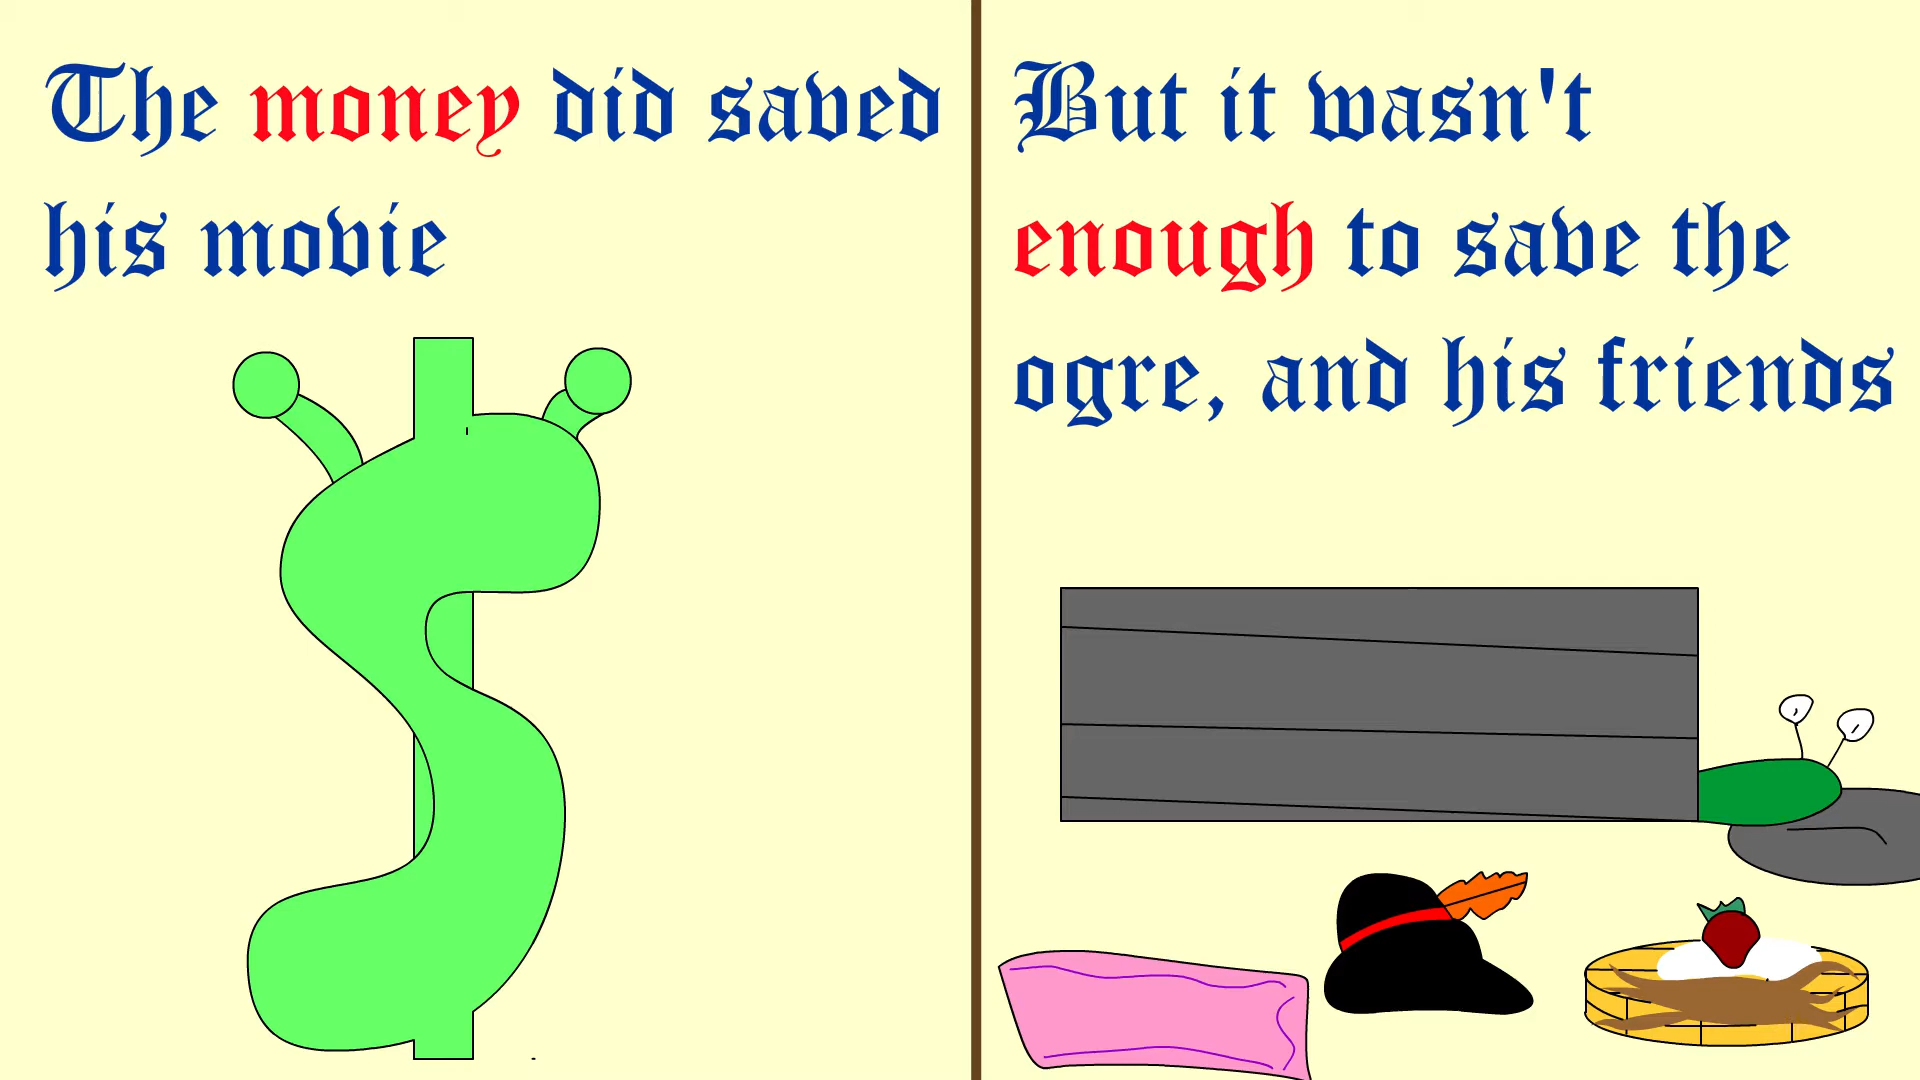 The money did saved
his movie
But it wasn't
enough to save the
ogre, and his friends